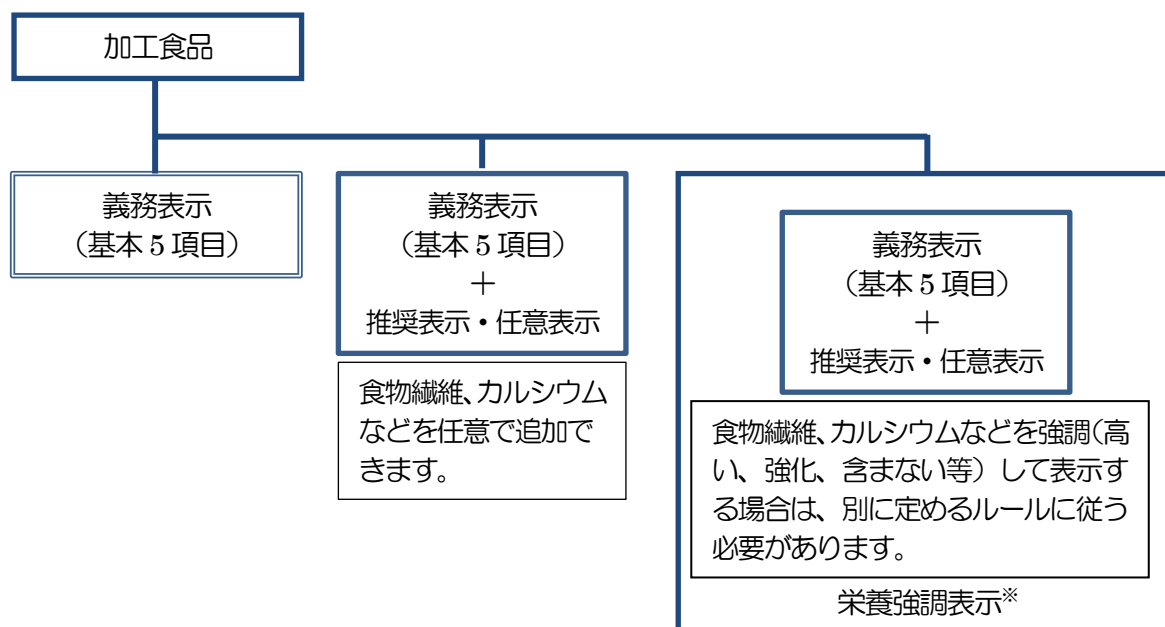 加工食品
義務表示
(基本5項目)
義務表示
(基本5項目)
+
推奨表示・任意表示
食物繊維、カルシウム
などを任意で追加で
きます。
義務表示
(基本5項目)
+
推奨表示・任意表示
食物繊維、カルシウムなどを強調(高
い、強化、含まない等)して表示す
る場合は、別に定めるルールに従う
必要があります。
栄養強調表示※